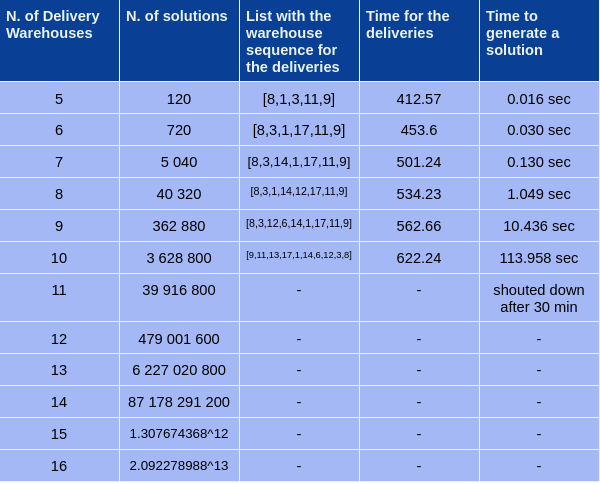 N. of Delivery Warehouses | N. of solutions | List with the warehouse sequence for the deliveries | Time for the deliveries | Time to generate a solution
5 | 120 | [8,1,3,11,9] | 412.57 | 0.016 sec
6 | 720 | [8,3,1,17,11,9] | 453.6 | 0.030 sec
7 | 5 040 | [8,3,14,1,17,11,9] | 501.24 | 0.130 sec
8 | 40 320 | [8,3,1,14,12,17,11,9] | 534.23 | 1.049 sec
9 | 362 880 | [8,3,12,6,14,1,17,11,9] | 562.66 | 10.436 sec
10 | 3 628 800 | [9,11,13,17,1,14,6,12,3,8] | 622.24 | 113.958 sec
11 | 39 916 800 | - | - | shouted down after 30 min
12 | 479 001 600 | - | - | -
13 | 6 227 020 800 | - | - | -
14 | 87 178 291 200 | - | - | -
15 | 1.307674368^12 | - | - | -
16 | 2.092278988^13 | - | - | -